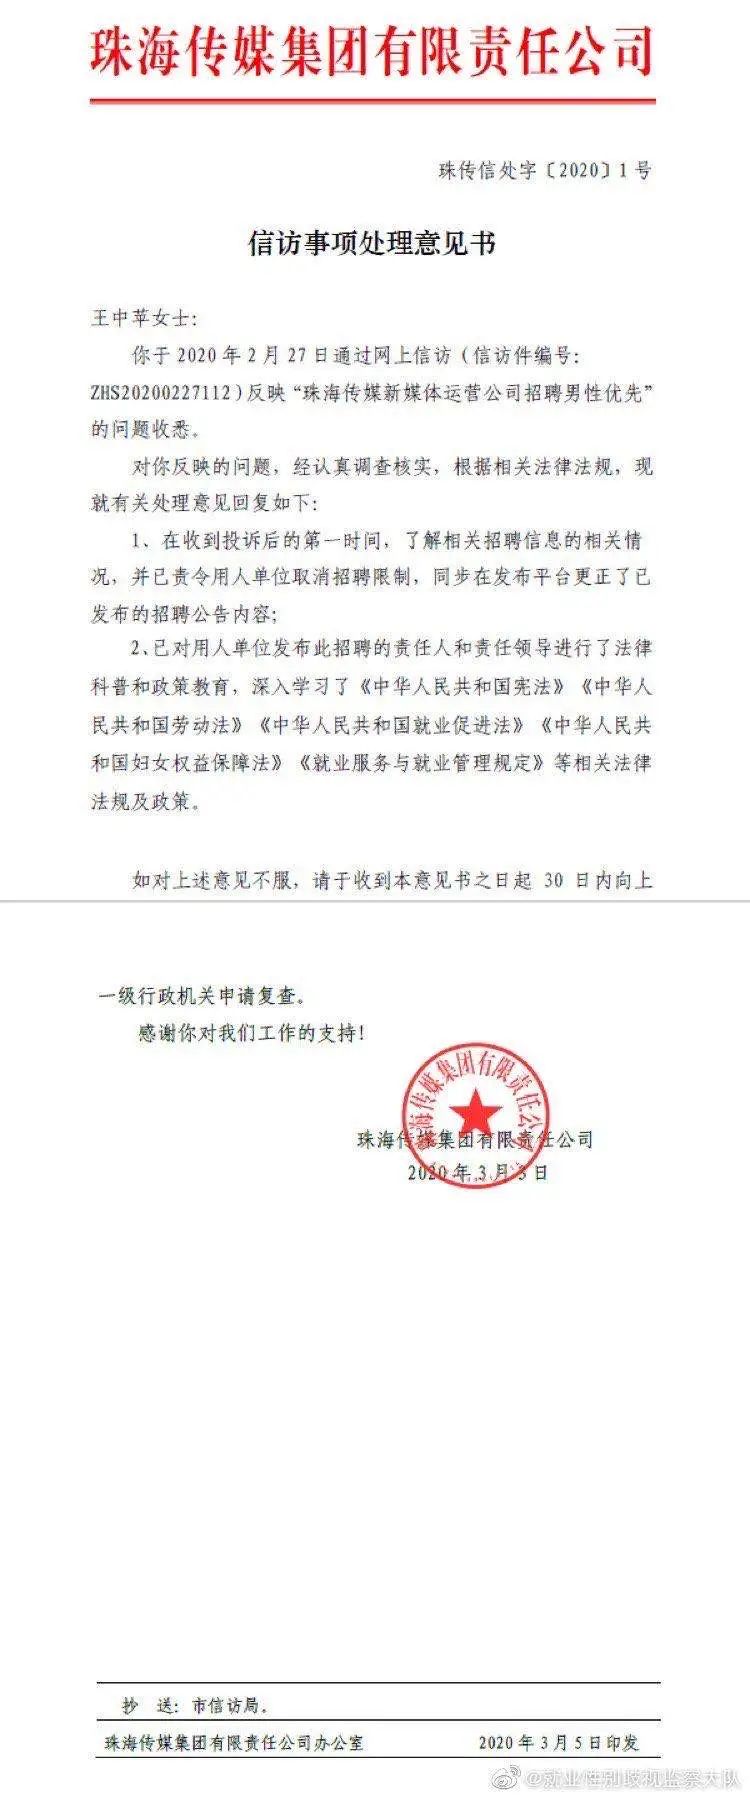 珠海传媒集团有限责任公司
珠传信处字〔2020〕1号
信访事项处理意见书
王中苹女士：
你于2020年2月27日通过网上信访（信访件编号：
ZHS20200227112）反映“珠海传媒新媒体运营公司招聘男性优先”
的问题收悉。
对你反映的问题，经认真调查核实，根据相关法律法规，现
就有关处理意见回复如下：
1、在收到投诉后的第一时间，了解相关招聘信息的相关情
况，并已责令用人单位取消招聘限制，同步在发布平台更正了已
发布的招聘公告内容；
2、已对用人单位发布此招聘的责任人和责任领导进行了法律
科普和政策教育，深入学习了《中华人民共和国宪法》《中华人
民共和国劳动法》《中华人民共和国就业促进法》《中华人民共
和国妇女权益保障法》《就业服务与就业管理规定》等相关法律
法规及政策。
如对上述意见不服，请于收到本意见书之日起 30 日内向上
一级行政机关申请复查。
感谢你对我们工作的支持！
珠海传媒集团有限责任公司
珠海传媒集团有限责任公司
2020年3月3日
抄 送：市信访局。
珠海传媒集团有限责任公司办公室 2020年3月5日印发
@就业性别歧视监察大队